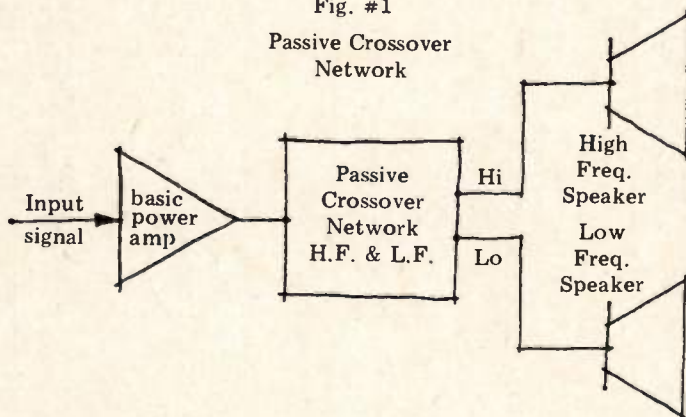 Fig. #1
Passive Crossover
Network
Input
signal
basic
power
amp
Passive
Crossover
Network
H.F. & L.F.
Hi
Lo
High
Freq.
Speaker
Low
Freq.
Speaker